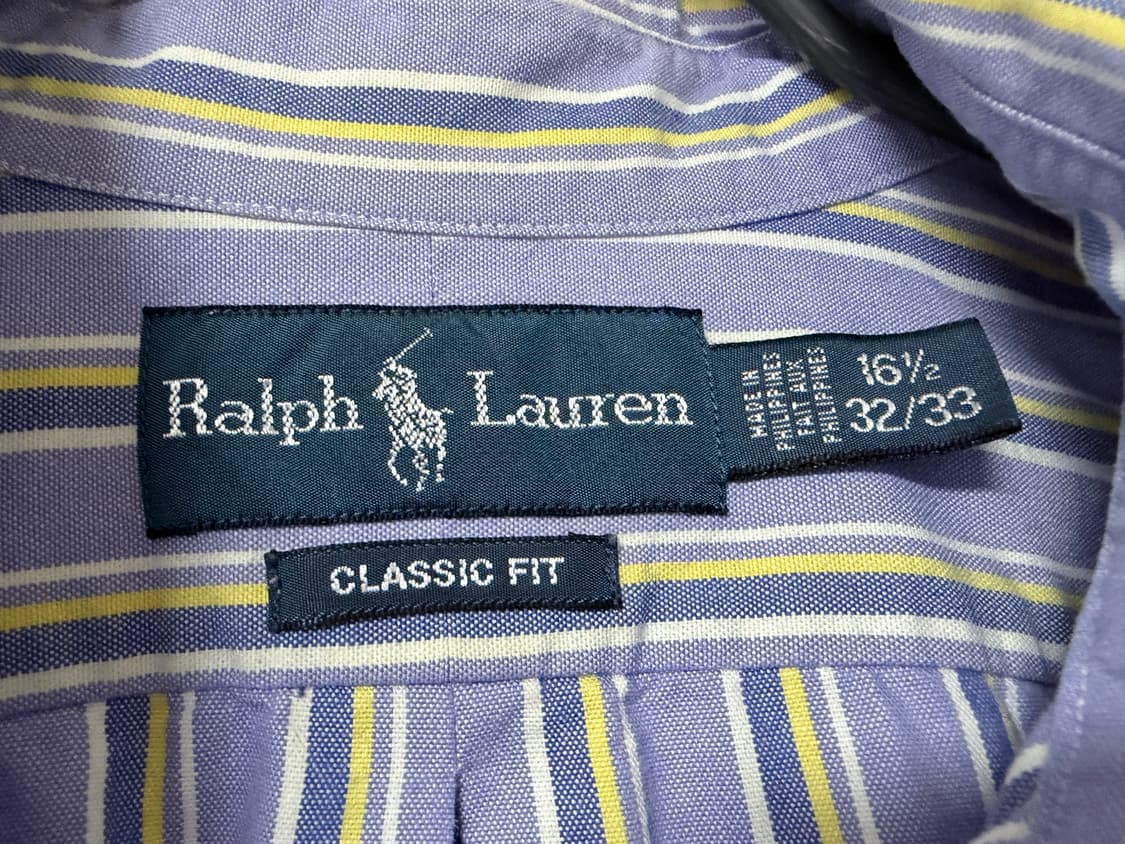 Ralph Lauren
MADE IN
PHILIPPINES
FAIT AUX
PHILIPPINES
16½
32/33
CLASSIC FIT